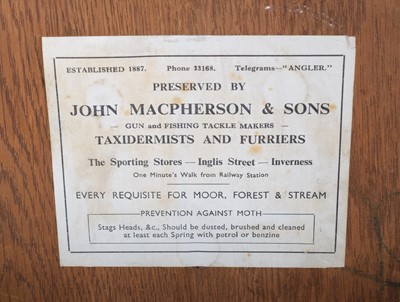 ESTABLISHED 1887. Phone 33168. Telegrams—"ANGLER."
PRESERVED BY
JOHN MACPHERSON & SONS
— GUN and FISHING TACKLE MAKERS —
TAXIDERMISTS AND FURRIERS
The Sporting Stores — Inglis Street — Inverness
One Minute's Walk from Railway Station
EVERY REQUISITE FOR MOOR, FOREST & STREAM
PREVENTION AGAINST MOTH
Stags Heads, &c., Should be dusted, brushed and cleaned
at least each Spring with petrol or benzine